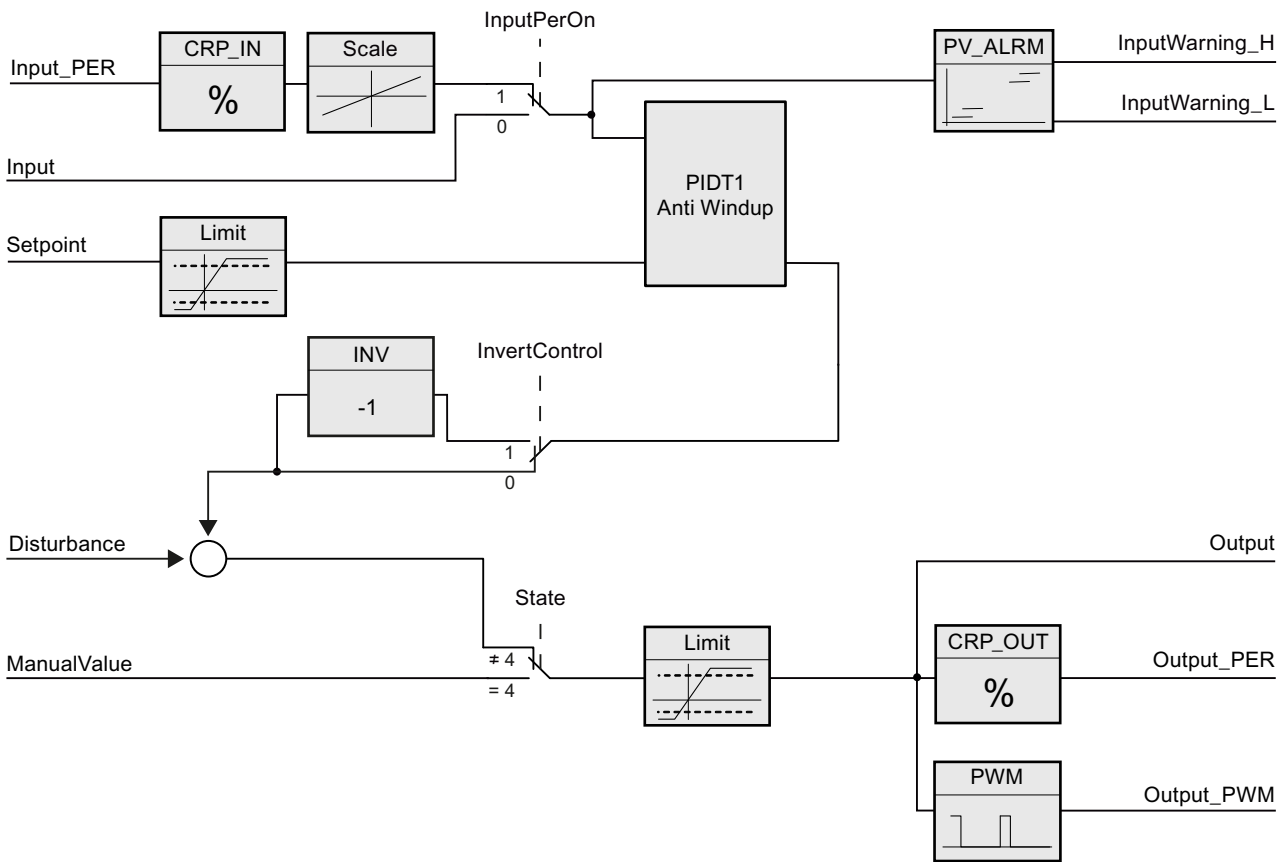 InputPerOn
CRP_IN
Scale
PV_ALRM
InputWarning_H
Input_PER
%
1
0
InputWarning_L
Input
PIDT1
Anti Windup
Setpoint
Limit
INV
InvertControl
-1
1
0
Disturbance
Output
State
Limit
CRP_OUT
ManualValue
≠ 4
= 4
%
Output_PER
PWM
Output_PWM